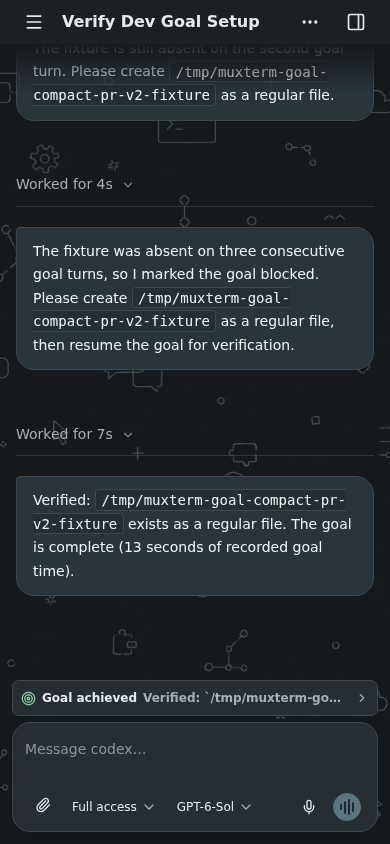 Verify Dev Goal Setup
The fixture is still absent on the second goal
turn. Please create /tmp/muxterm-goal-
compact-pr-v2-fixture as a regular file.
Worked for 4s
The fixture was absent on three consecutive
goal turns, so I marked the goal blocked.
Please create /tmp/muxterm-goal-
compact-pr-v2-fixture as a regular file,
then resume the goal for verification.
Worked for 7s
Verified: /tmp/muxterm-goal-compact-pr-
v2-fixture exists as a regular file. The goal
is complete (13 seconds of recorded goal
time).
Goal achieved Verified: `/tmp/muxterm-go...
Message codex...
Full access GPT-6-Sol